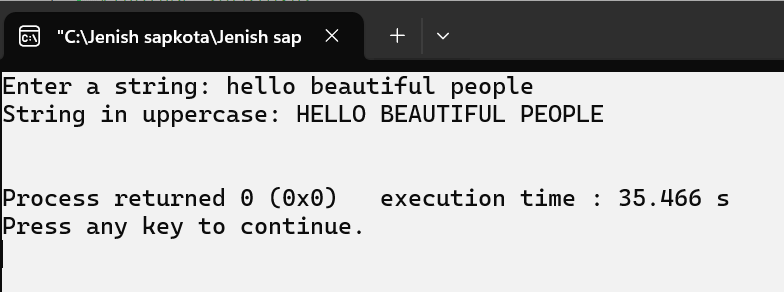 "C:\Jenish sapkota\Jenish sap
Enter a string: hello beautiful people
String in uppercase: HELLO BEAUTIFUL PEOPLE
Process returned 0 (0x0)   execution time : 35.466 s
Press any key to continue.